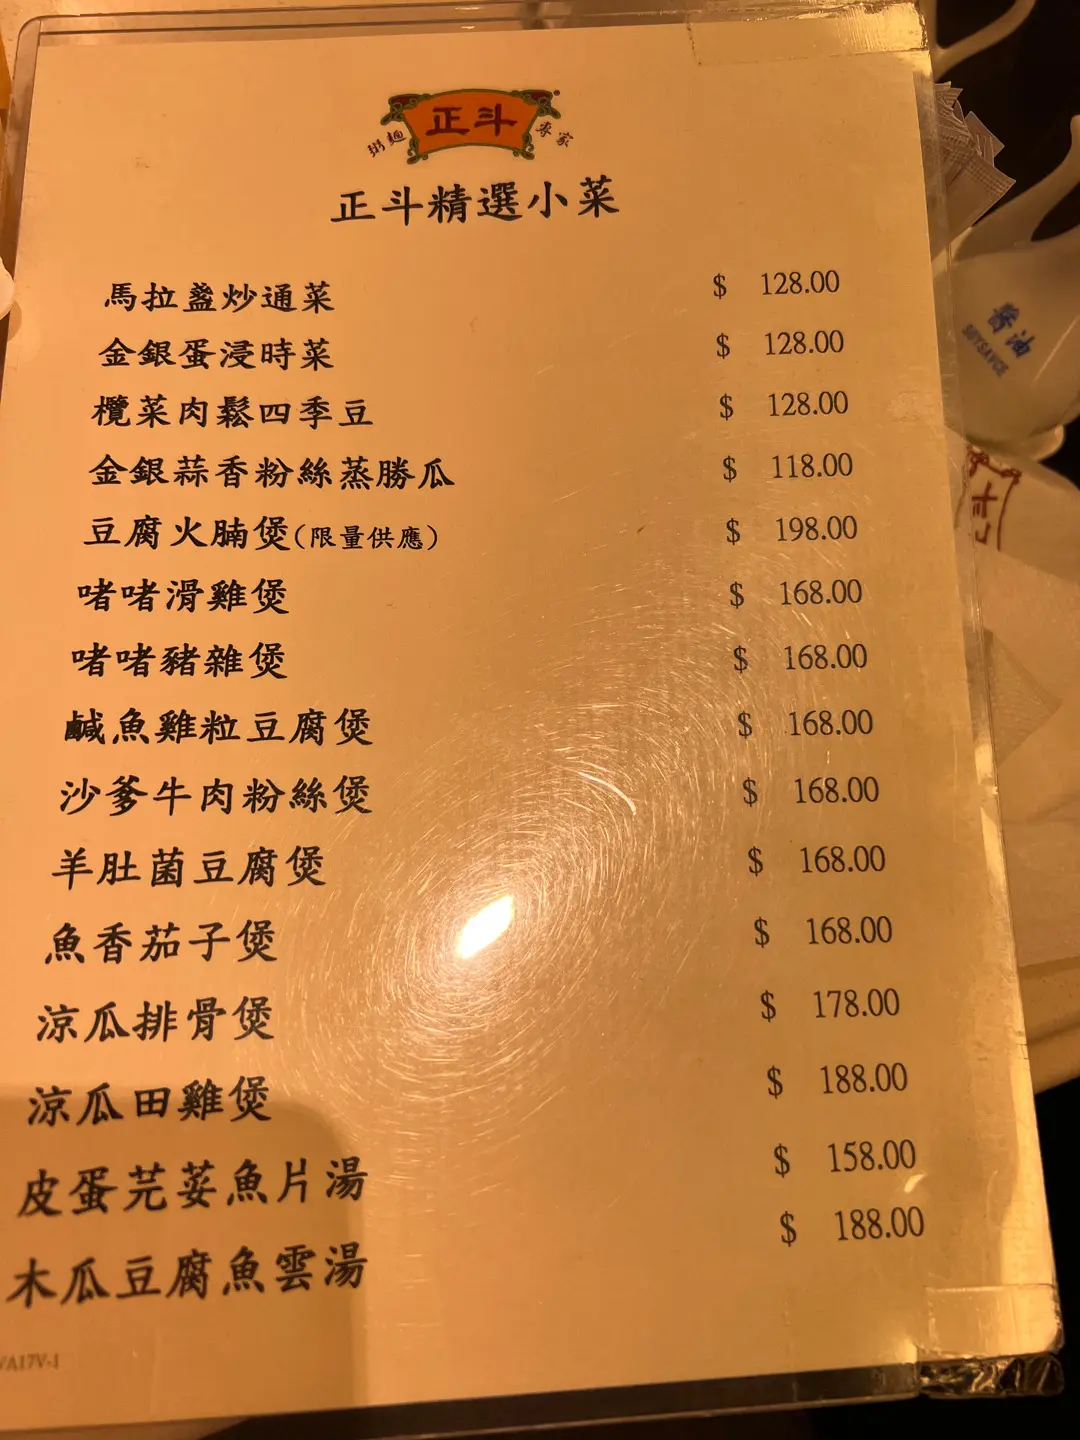 粥麵 正斗 專家
正斗精選小菜
馬拉盞炒通菜 $ 128.00
金銀蛋浸時菜 $ 128.00
欖菜肉鬆四季豆 $ 128.00
金銀蒜香粉絲蒸勝瓜 $ 118.00
豆腐火腩煲(限量供應) $ 198.00
啫啫滑雞煲 $ 168.00
啫啫豬雜煲 $ 168.00
鹹魚雞粒豆腐煲 $ 168.00
沙爹牛肉粉絲煲 $ 168.00
羊肚菌豆腐煲 $ 168.00
魚香茄子煲 $ 168.00
涼瓜排骨煲 $ 178.00
涼瓜田雞煲 $ 188.00
皮蛋芫荽魚片湯 $ 158.00
木瓜豆腐魚雲湯 $ 188.00
VA17V-1
醬油
SOY SAUCE